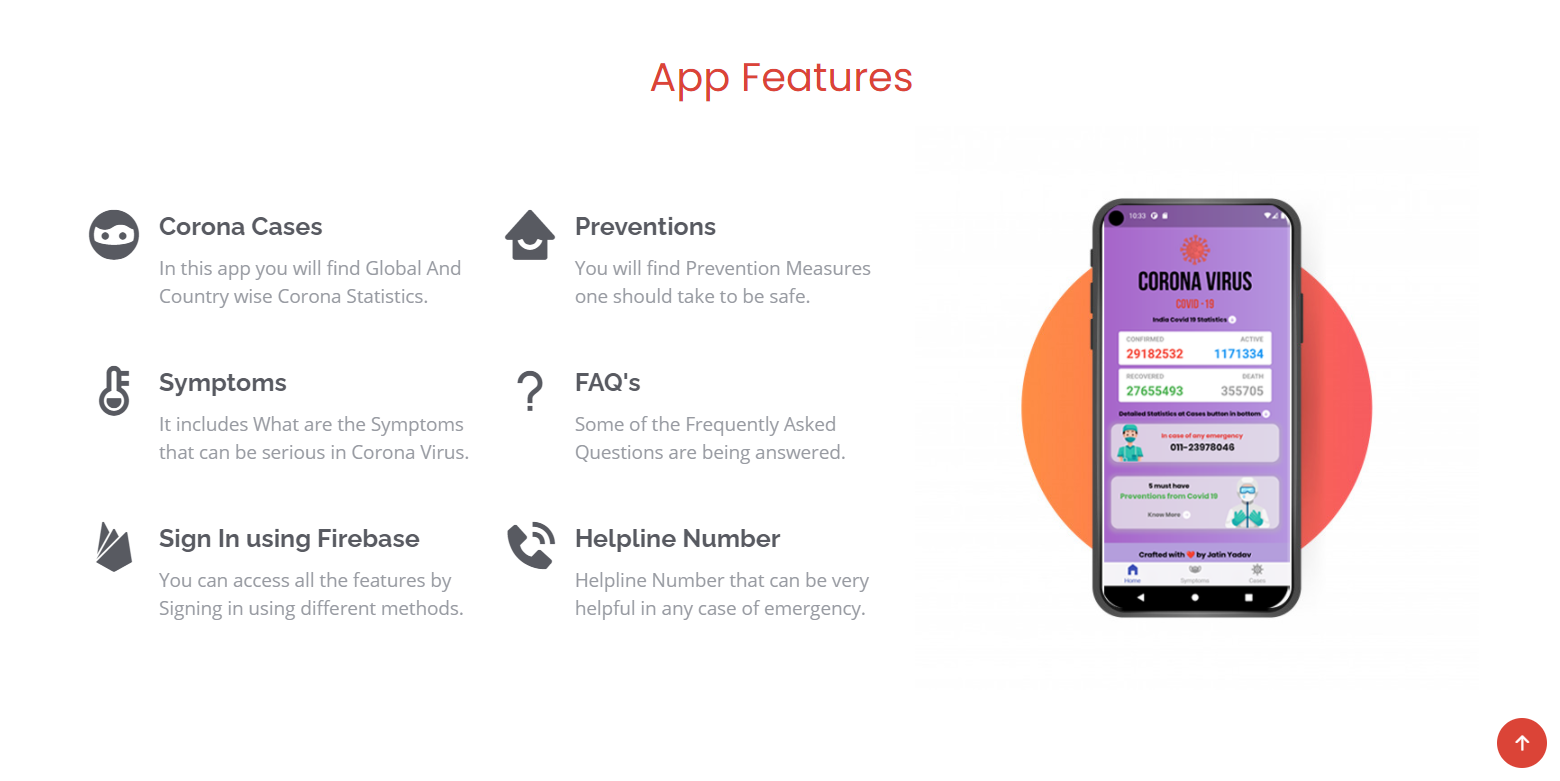 App Features
Corona Cases
In this app you will find Global And
Country wise Corona Statistics.
Preventions
You will find Prevention Measures
one should take to be safe.
Symptoms
It includes What are the Symptoms
that can be serious in Corona Virus.
FAQ's
Some of the Frequently Asked
Questions are being answered.
Sign In using Firebase
You can access all the features by
Signing in using different methods.
Helpline Number
Helpline Number that can be very
helpful in any case of emergency.
10:33
CORONA VIRUS
COVID - 19
India Covid 19 Statistics
CONFIRMED ACTIVE
29182532 1171334
RECOVERED DEATH
27655493 355705
Detailed Statistics at Cases button in bottom
In case of any emergency
011-23978046
5 must have
Preventions from Covid 19
Know More
Crafted with ❤ by Jatin Yadav
Home Symptoms Cases